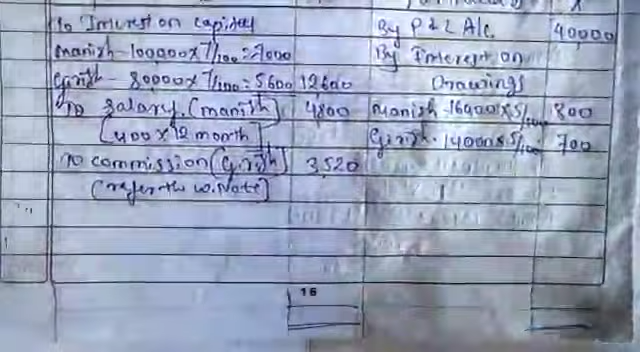 To Interest on capital
Manish - 100000 x 7/100 = 7000
Girish - 80000 x 7/100 = 5600 12600
To salary (manish) 4800
[400 x 12 month]
To commission (Girish) 3,520
(refer the w. Note)
By P & L A/c. 40,000
By Interest on
Drawings
Manish - 16000 x 5/100 800
Girish - 14000 x 5/100 700
16